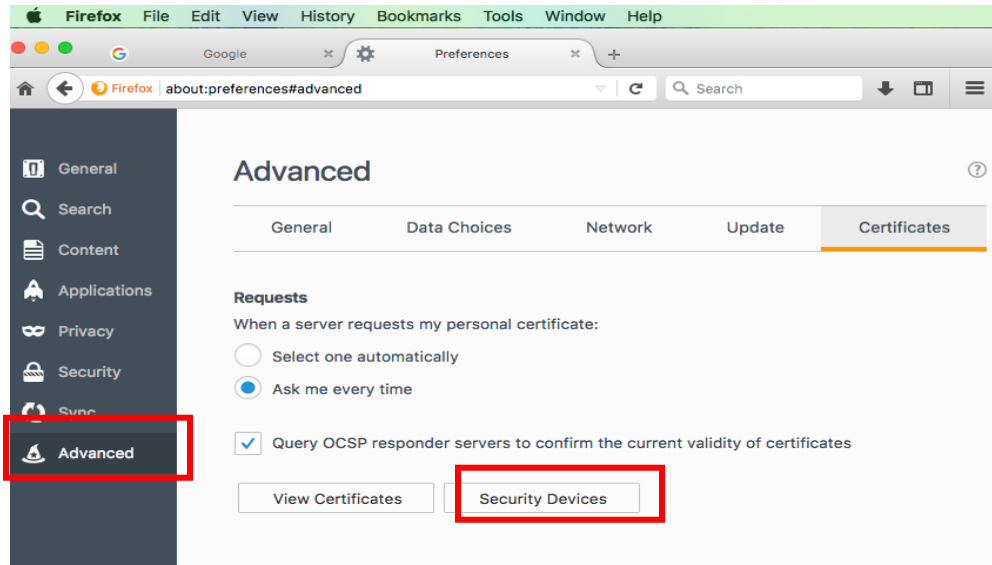 Firefox File Edit View History Bookmarks Tools Window Help
Google Preferences
Firefox about:preferences#advanced Search
General
Search
Content
Applications
Privacy
Security
Sync
Advanced
Advanced
General Data Choices Network Update Certificates
Requests
When a server requests my personal certificate:
Select one automatically
Ask me every time
Query OCSP responder servers to confirm the current validity of certificates
View Certificates Security Devices